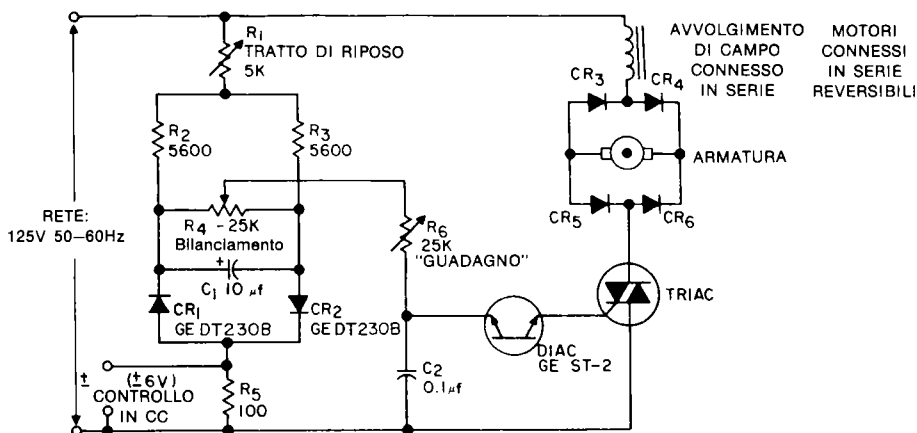 R1
TRATTO DI RIPOSO
5K
AVVOLGIMENTO
DI CAMPO
CONNESSO
IN SERIE
MOTORI
CONNESSI
IN SERIE
REVERSIBILI
CR3
CR4
R2
5600
R3
5600
ARMATURA
RETE:
125V 50–60Hz
R4 -25K
Bilanciamento
R6
25K
"GUADAGNO"
CR5
CR6
+
C1 10 µf
CR1
GE DT230B
CR2
GE DT230B
TRIAC
DIAC
GE ST-2
±
(±6V)
CONTROLLO
IN CC
R5
100
C2
0.1µf